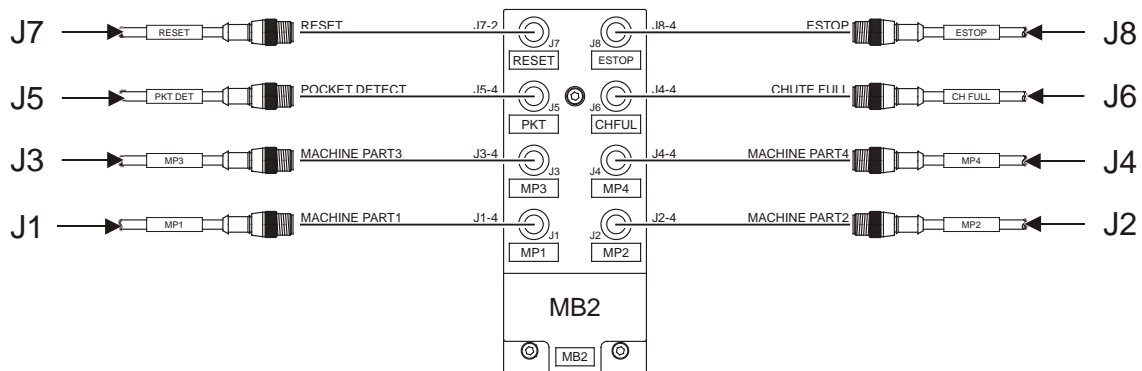 J7 RESET RESET J7-2 J7 J8 J8-4 ESTOP ESTOP J8
RESET ESTOP
J5 PKT DET POCKET DETECT J5-4 J5 J6 J4-4 CHUTE FULL CH FULL J6
PKT CHFUL
J3 MP3 MACHINE PART3 J3-4 J3 J4 J4-4 MACHINE PART4 MP4 J4
MP3 MP4
J1 MP1 MACHINE PART1 J1-4 J1 J2 J2-4 MACHINE PART2 MP2 J2
MP1 MP2
MB2
MB2